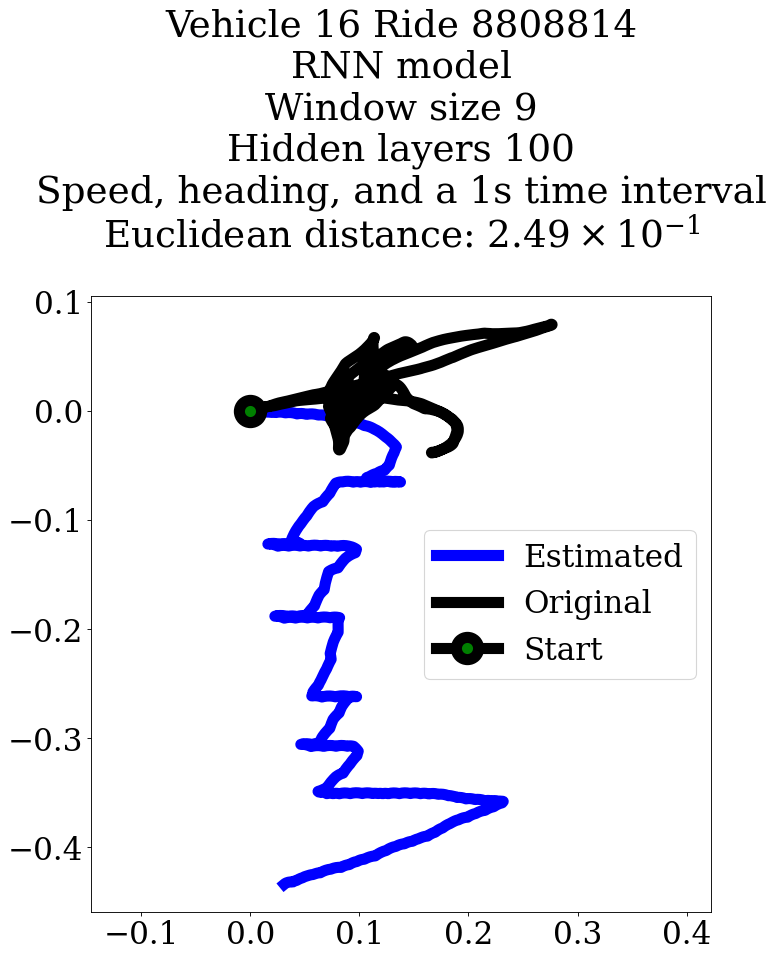 Vehicle 16 Ride 8808814
RNN model
Window size 9
Hidden layers 100
Speed, heading, and a 1s time interval
Euclidean distance: 2.49 × 10⁻¹
0.1
0.0
−0.1
−0.2
−0.3
−0.4
Estimated
Original
Start
−0.1 0.0 0.1 0.2 0.3 0.4